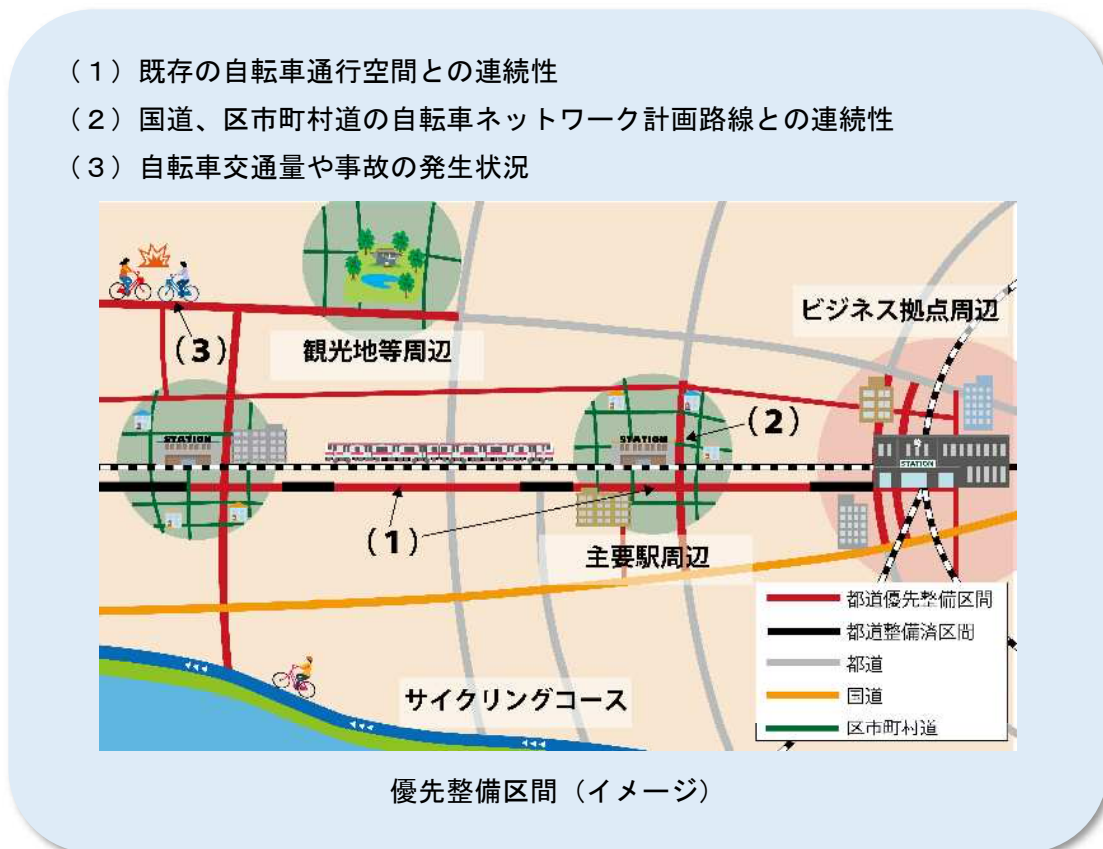 （１）既存の自転車通行空間との連続性
（２）国道、区市町村道の自転車ネットワーク計画路線との連続性
（３）自転車交通量や事故の発生状況
ビジネス拠点周辺
(3)
観光地等周辺
(2)
STATION
STATION
STATION
(1)
主要駅周辺
都道優先整備区間
都道整備済区間
都道
国道
区市町村道
サイクリングコース
優先整備区間（イメージ）